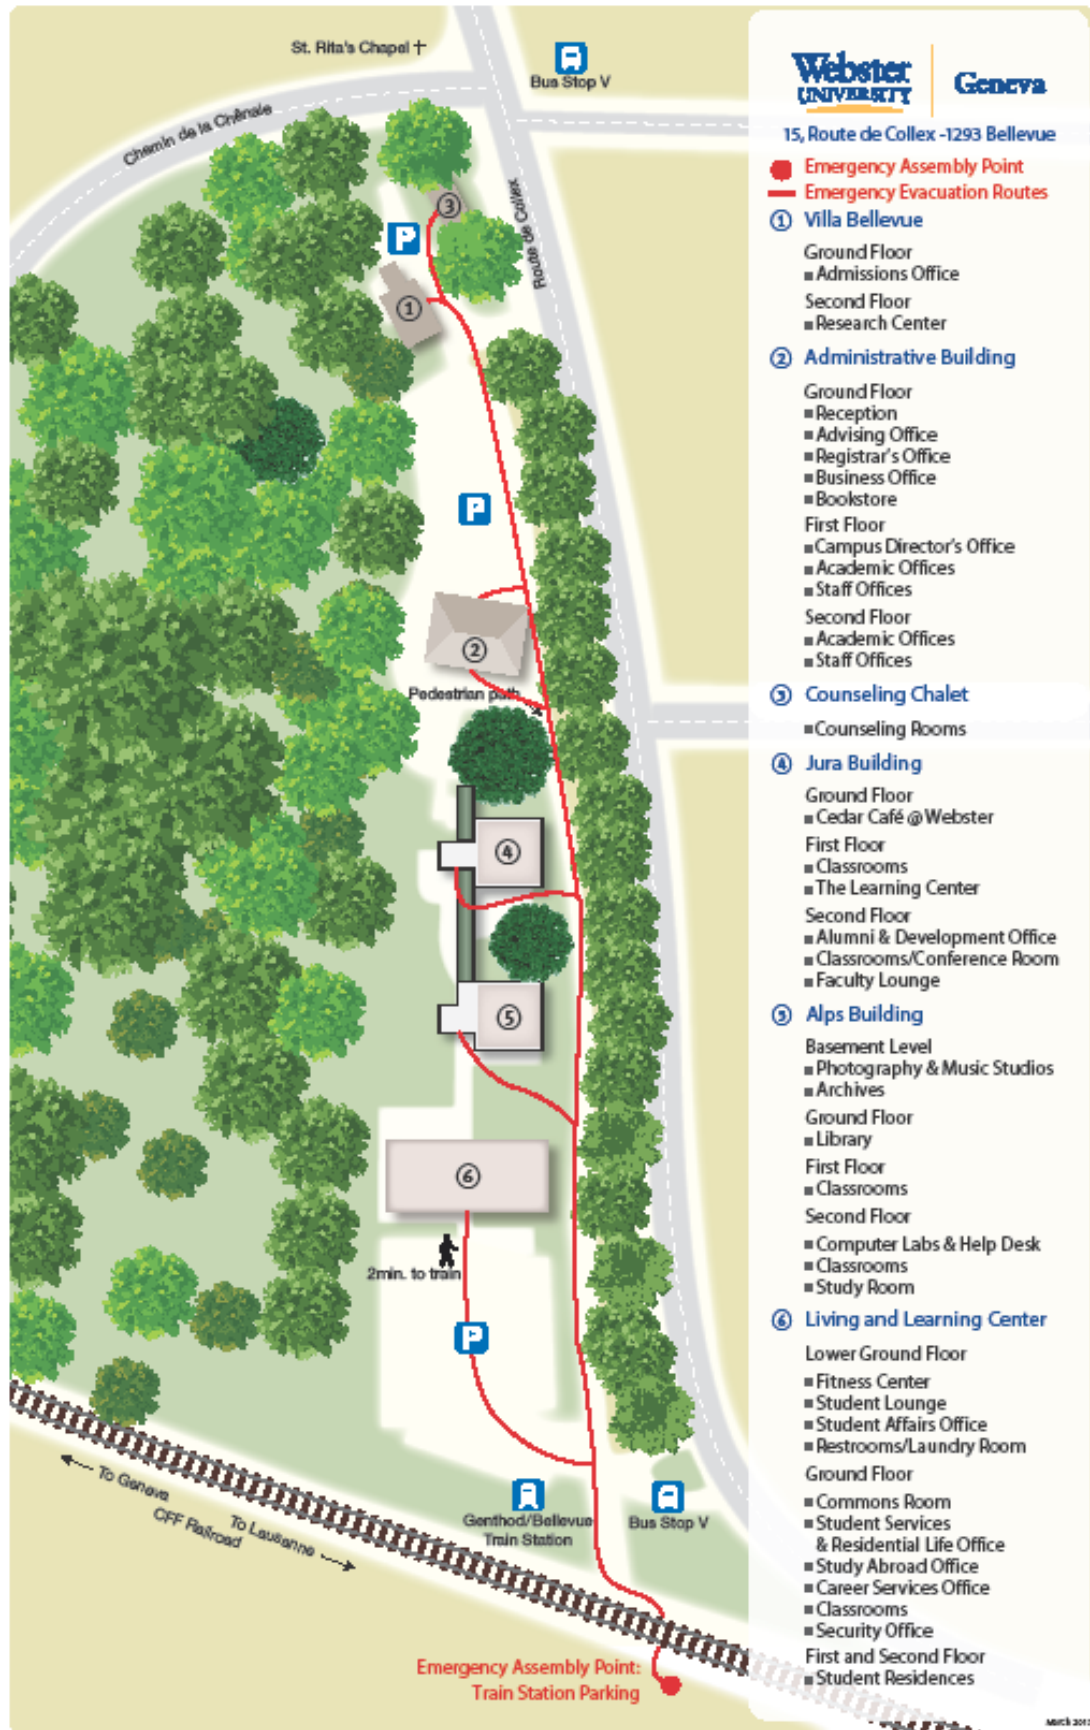 St. Rita's Chapel
Bus Stop V
Chemin de la Chênaie
Route de Collex
P
3
1
P
2
Pedestrian path
4
5
6
2min. to train
P
Genthod/Bellevue
Train Station
Bus Stop V
To Geneva
CFF Railroad
To Lausanne
Emergency Assembly Point:
Train Station Parking
Webster
UNIVERSITY
Geneva
15, Route de Collex -1293 Bellevue
Emergency Assembly Point
Emergency Evacuation Routes
① Villa Bellevue
Ground Floor
▪ Admissions Office
Second Floor
▪ Research Center
② Administrative Building
Ground Floor
▪ Reception
▪ Advising Office
▪ Registrar's Office
▪ Business Office
▪ Bookstore
First Floor
▪ Campus Director's Office
▪ Academic Offices
▪ Staff Offices
Second Floor
▪ Academic Offices
▪ Staff Offices
③ Counseling Chalet
▪ Counseling Rooms
④ Jura Building
Ground Floor
▪ Cedar Café @ Webster
First Floor
▪ Classrooms
▪ The Learning Center
Second Floor
▪ Alumni & Development Office
▪ Classrooms/Conference Room
▪ Faculty Lounge
⑤ Alps Building
Basement Level
▪ Photography & Music Studios
▪ Archives
Ground Floor
▪ Library
First Floor
▪ Classrooms
Second Floor
▪ Computer Labs & Help Desk
▪ Classrooms
▪ Study Room
⑥ Living and Learning Center
Lower Ground Floor
▪ Fitness Center
▪ Student Lounge
▪ Student Affairs Office
▪ Restrooms/Laundry Room
Ground Floor
▪ Commons Room
▪ Student Services
& Residential Life Office
▪ Study Abroad Office
▪ Career Services Office
▪ Classrooms
▪ Security Office
First and Second Floor
▪ Student Residences